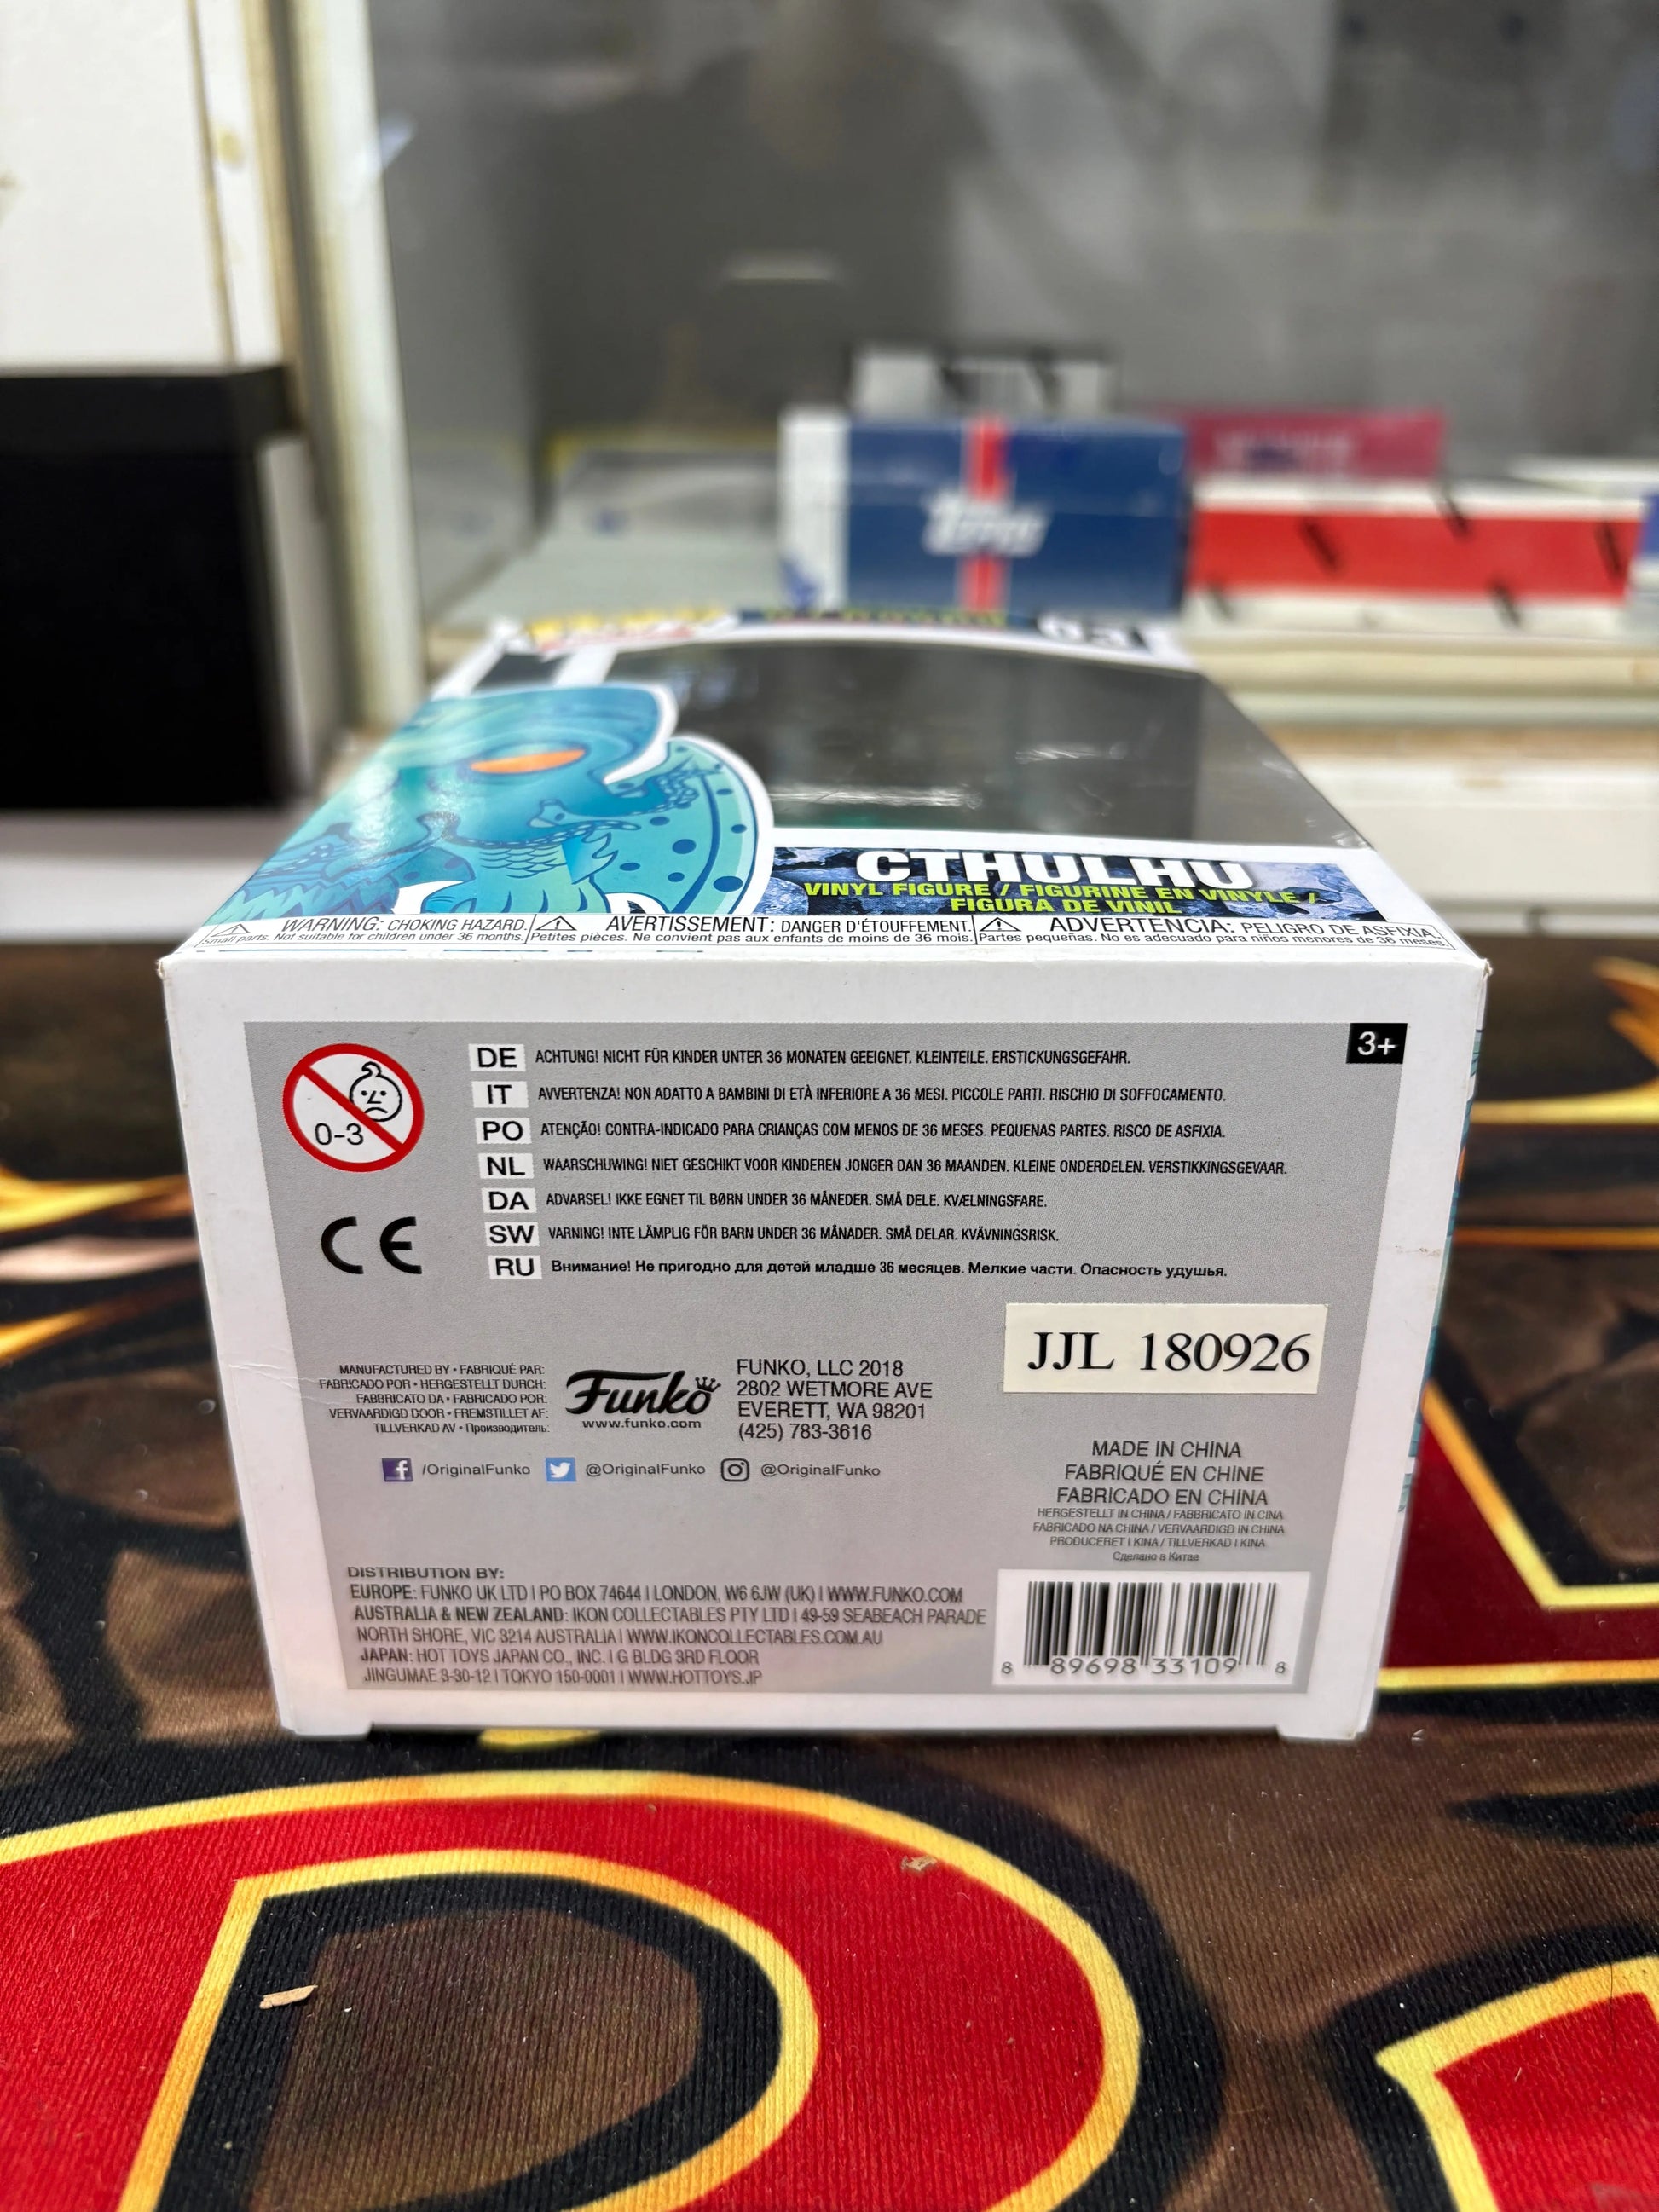 Topps
CTHULHU
VINYL FIGURE / FIGURINE EN VINYLE /
FIGURA DE VINIL
WARNING: CHOKING HAZARD.
Small parts. Not suitable for children under 36 months.
AVERTISSEMENT: DANGER D'ÉTOUFFEMENT.
Petites pièces. Ne convient pas aux enfants de moins de 36 mois.
ADVERTENCIA: PELIGRO DE ASFIXIA.
Partes pequeñas. No es adecuado para niños menores de 36 meses.
3+
0-3
DE ACHTUNG! NICHT FÜR KINDER UNTER 36 MONATEN GEEIGNET. KLEINTEILE. ERSTICKUNGSGEFAHR.
IT AVVERTENZA! NON ADATTO A BAMBINI DI ETÀ INFERIORE A 36 MESI. PICCOLE PARTI. RISCHIO DI SOFFOCAMENTO.
PO ATENÇÃO! CONTRA-INDICADO PARA CRIANÇAS COM MENOS DE 36 MESES. PEQUENAS PARTES. RISCO DE ASFIXIA.
NL WAARSCHUWING! NIET GESCHIKT VOOR KINDEREN JONGER DAN 36 MAANDEN. KLEINE ONDERDELEN. VERSTIKKINGSGEVAAR.
DA ADVARSEL! IKKE EGNET TIL BØRN UNDER 36 MÅNEDER. SMÅ DELE. KVÆLNINGSFARE.
SW VARNING! INTE LÄMPLIG FÖR BARN UNDER 36 MÅNADER. SMÅ DELAR. KVÄVNINGSRISK.
RU Внимание! Не пригодно для детей младше 36 месяцев. Мелкие части. Опасность удушья.
CE
JJL 180926
MANUFACTURED BY • FABRIQUÉ PAR:
FABRICADO POR • HERGESTELLT DURCH:
FABBRICATO DA • FABRICADO POR:
VERVAARDIGD DOOR • FREMSTILLET AF:
TILLVERKAD AV • Производитель:
Funko
www.funko.com
FUNKO, LLC 2018
2802 WETMORE AVE
EVERETT, WA 98201
(425) 783-3616
/OriginalFunko @OriginalFunko @OriginalFunko
MADE IN CHINA
FABRIQUÉ EN CHINE
FABRICADO EN CHINA
HERGESTELLT IN CHINA / FABBRICATO IN CINA
FABRICADO NA CHINA / VERVAARDIGD IN CHINA
PRODUCERET I KINA / TILLVERKAD I KINA
Сделано в Китае
DISTRIBUTION BY:
EUROPE: FUNKO UK LTD | PO BOX 74644 | LONDON, W6 6JW (UK) | WWW.FUNKO.COM
AUSTRALIA & NEW ZEALAND: IKON COLLECTABLES PTY LTD | 49-59 SEABEACH PARADE
NORTH SHORE, VIC 3214 AUSTRALIA | WWW.IKONCOLLECTABLES.COM.AU
JAPAN: HOT TOYS JAPAN CO., INC. | G BLDG 3RD FLOOR
JINGUMAE 3-30-12 | TOKYO 150-0001 | WWW.HOTTOYS.JP
8 89698 33109 8